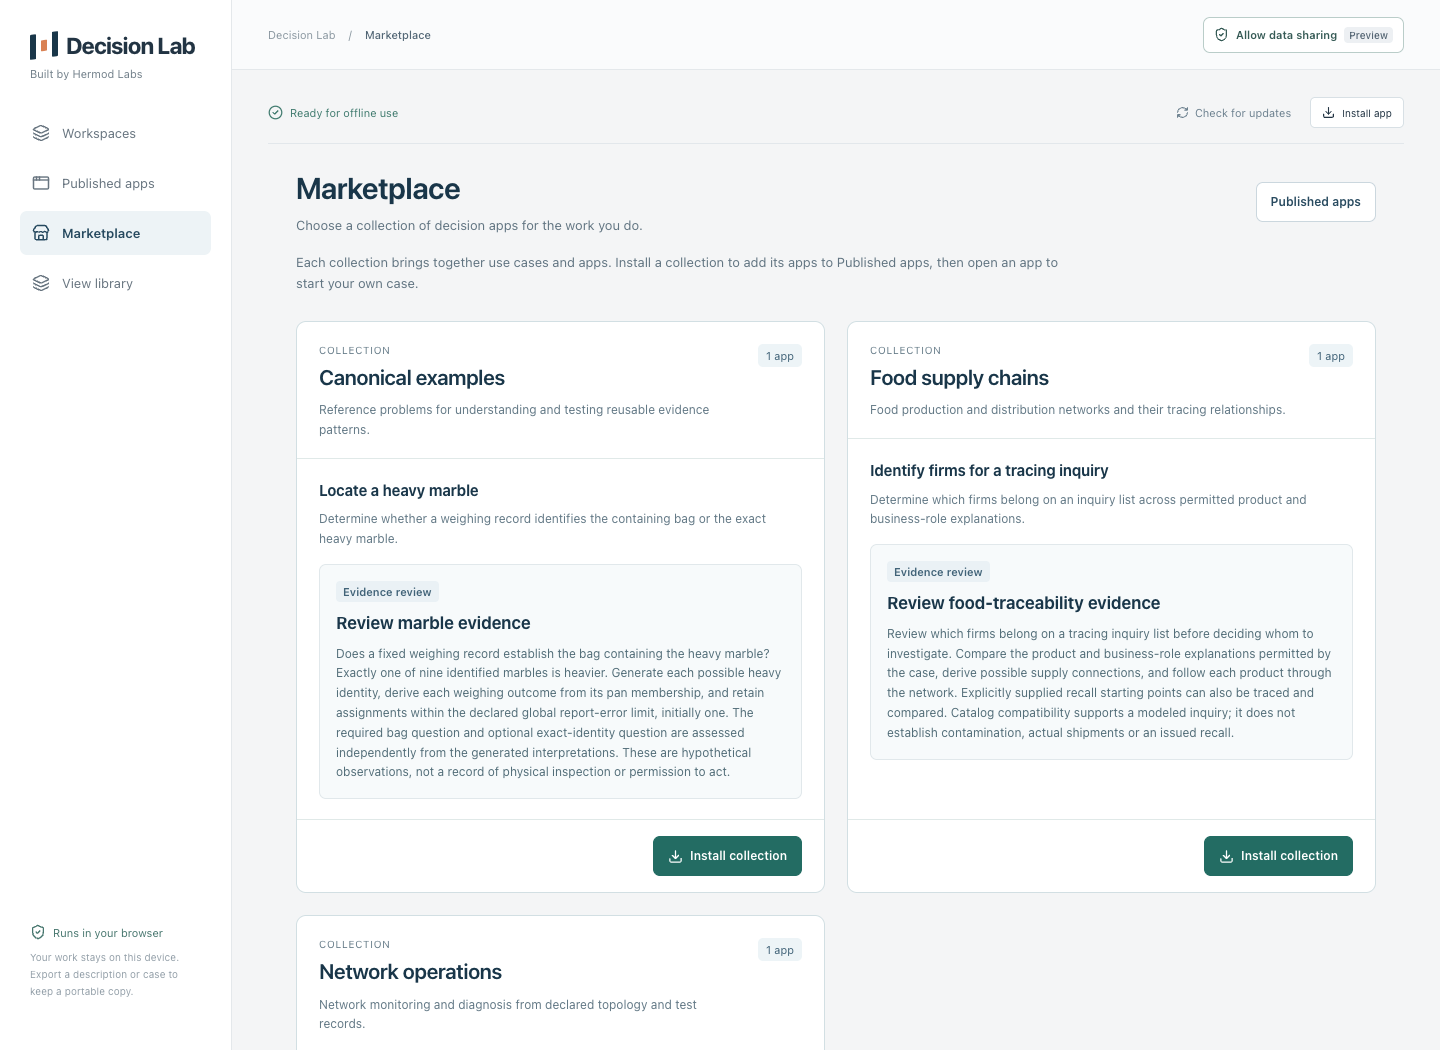 Decision Lab
Built by Hermod Labs
Workspaces
Published apps
Marketplace
View library
Runs in your browser
Your work stays on this device.
Export a description or case to
keep a portable copy.
Decision Lab / Marketplace
Allow data sharing Preview
Ready for offline use
Check for updates
Install app
Marketplace
Published apps
Choose a collection of decision apps for the work you do.
Each collection brings together use cases and apps. Install a collection to add its apps to Published apps, then open an app to
start your own case.
COLLECTION
1 app
Canonical examples
Reference problems for understanding and testing reusable evidence
patterns.
Locate a heavy marble
Determine whether a weighing record identifies the containing bag or the exact
heavy marble.
Evidence review
Review marble evidence
Does a fixed weighing record establish the bag containing the heavy marble?
Exactly one of nine identified marbles is heavier. Generate each possible heavy
identity, derive each weighing outcome from its pan membership, and retain
assignments within the declared global report-error limit, initially one. The
required bag question and optional exact-identity question are assessed
independently from the generated interpretations. These are hypothetical
observations, not a record of physical inspection or permission to act.
Install collection
COLLECTION
1 app
Food supply chains
Food production and distribution networks and their tracing relationships.
Identify firms for a tracing inquiry
Determine which firms belong on an inquiry list across permitted product and
business-role explanations.
Evidence review
Review food-traceability evidence
Review which firms belong on a tracing inquiry list before deciding whom to
investigate. Compare the product and business-role explanations permitted by
the case, derive possible supply connections, and follow each product through
the network. Explicitly supplied recall starting points can also be traced and
compared. Catalog compatibility supports a modeled inquiry; it does not
establish contamination, actual shipments or an issued recall.
Install collection
COLLECTION
1 app
Network operations
Network monitoring and diagnosis from declared topology and test
records.